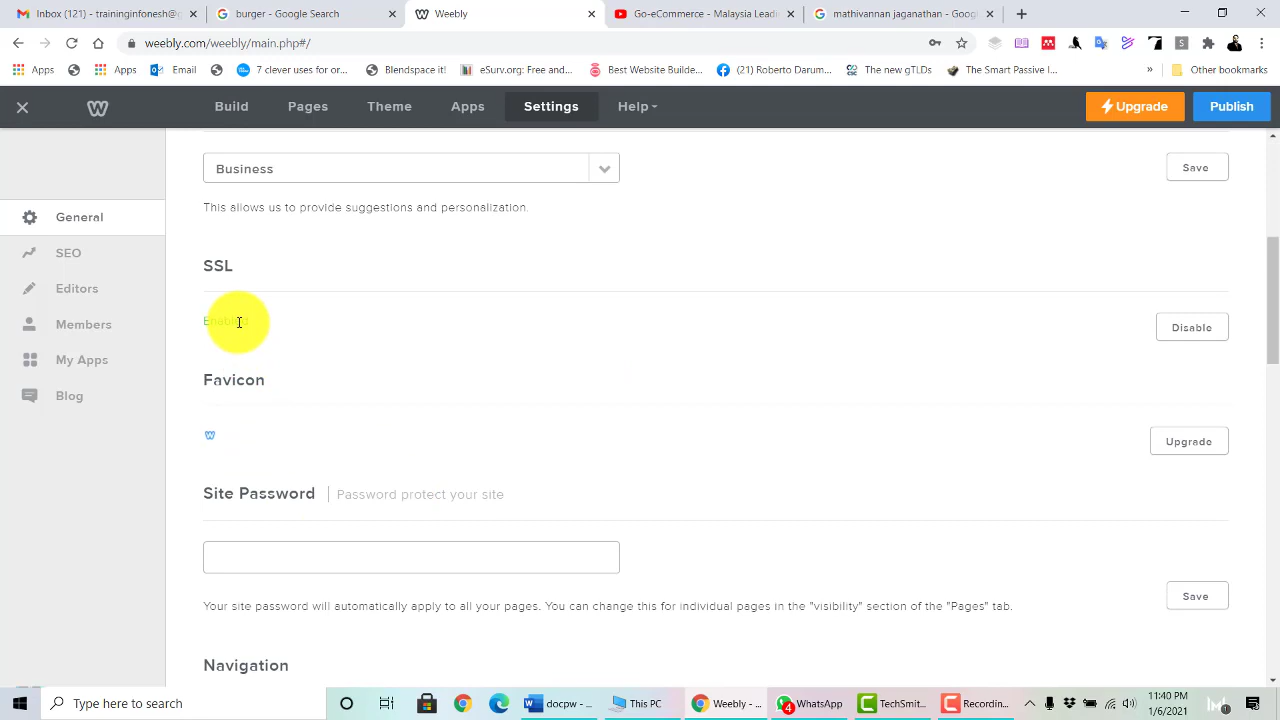 trainingginfensh@ burger - Google Search Weebly Go-eCommerce - Malaysia Lead mathivannan jaganathan - Goog
weebly.com/weebly/main.php#/
Apps Apps Email 7 clever uses for or... Blendspace it! eSurv.org: Free and... Best Website Builde... (21) Roberto Darum... The new gTLDs The Smart Passive I... » Other bookmarks
Build Pages Theme Apps Settings Help Upgrade Publish
Business Save
This allows us to provide suggestions and personalization.
General
SEO
Editors
Members
My Apps
Blog
SSL
Enabled Disable
Favicon
Upgrade
Site Password Password protect your site
Your site password will automatically apply to all your pages. You can change this for individual pages in the "visibility" section of the "Pages" tab.
Save
Navigation
Type here to search Gocpw - ... This PC Weebly - ... 4 WhatsApp TechSmit... Recordin... 11:40 PM
1/6/2021